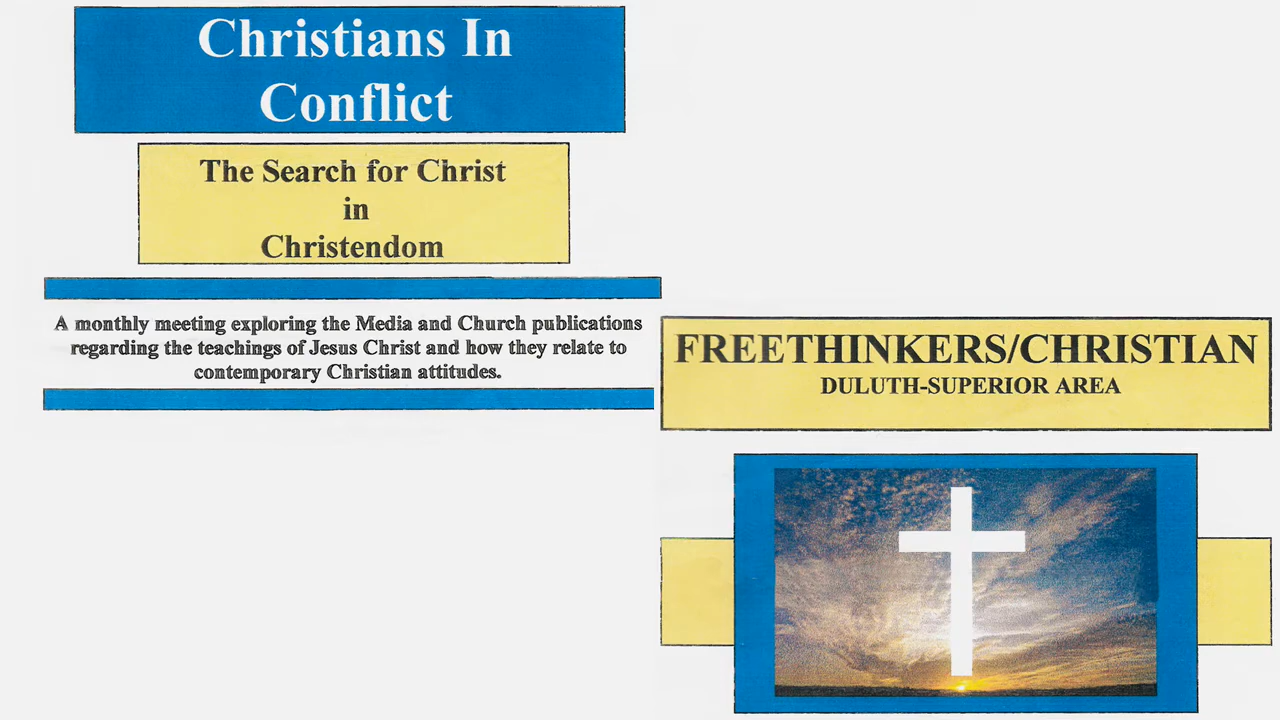 Christians In
Conflict
The Search for Christ
in
Christendom
A monthly meeting exploring the Media and Church publications
regarding the teachings of Jesus Christ and how they relate to
contemporary Christian attitudes.
FREETHINKERS/CHRISTIAN
DULUTH-SUPERIOR AREA